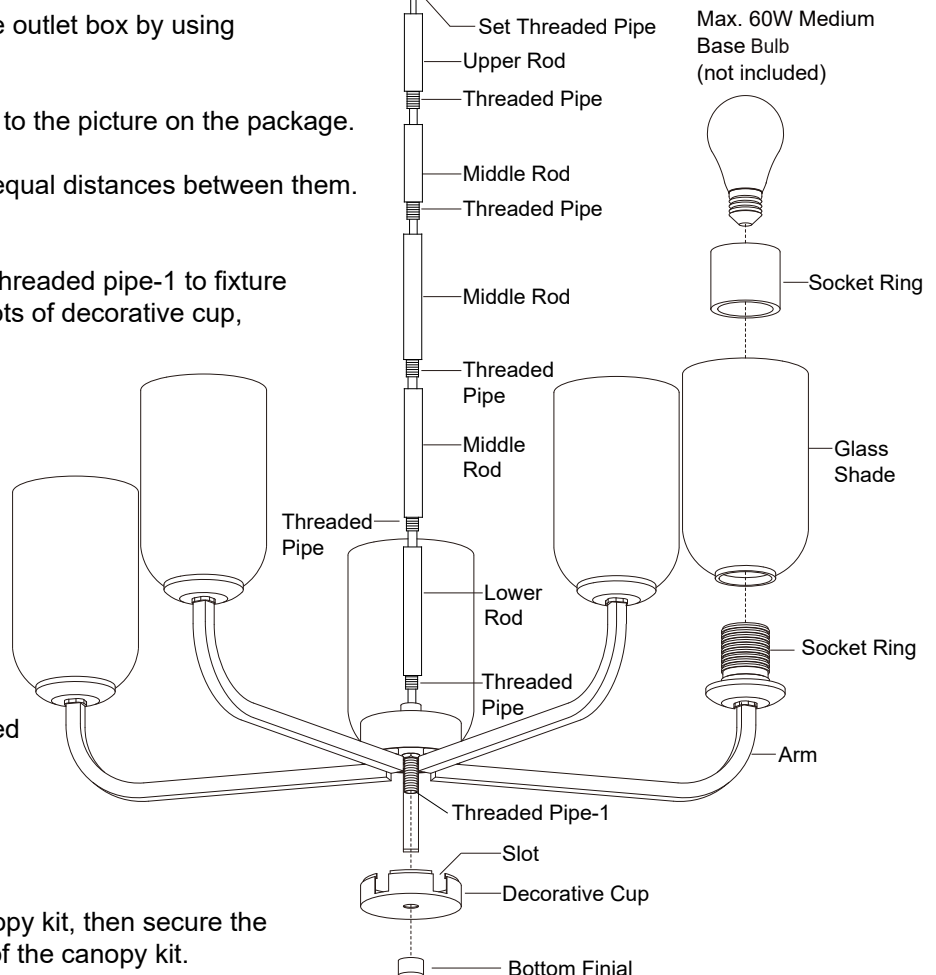 e outlet box by using
to the picture on the package.
equal distances between them.
hreaded pipe-1 to fixture
ots of decorative cup,
ed
opy kit, then secure the
of the canopy kit.
Set Threaded Pipe
Upper Rod
Threaded Pipe
Middle Rod
Threaded Pipe
Middle Rod
Threaded
Pipe
Middle
Rod
Threaded
Pipe
Lower
Rod
Threaded
Pipe
Threaded Pipe-1
Slot
Decorative Cup
Bottom Finial
Max. 60W Medium
Base Bulb
(not included)
Socket Ring
Glass
Shade
Socket Ring
Arm